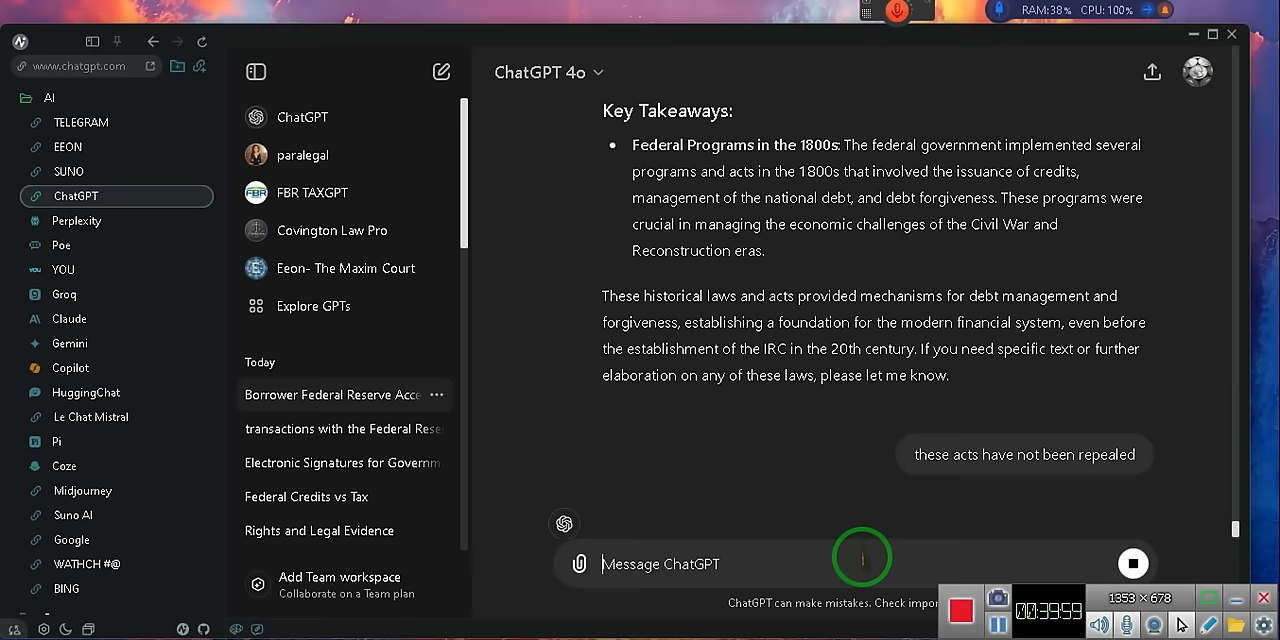 RAM:38% CPU: 100%
www.chatgpt.com
AI
TELEGRAM
EEON
SUNO
ChatGPT
Perplexity
Poe
YOU
YOU
Groq
Claude
Gemini
Copilot
HuggingChat
Le Chat Mistral
Pi
Coze
Midjourney
Suno AI
Google
WATHCH #@
BING
ChatGPT
paralegal
FBR
FBR TAXGPT
Covington Law Pro
Eeon- The Maxim Court
Explore GPTs
Today
Borrower Federal Reserve Acce
transactions with the Federal Rese
Electronic Signatures for Governm
Federal Credits vs Tax
Rights and Legal Evidence
Add Team workspace
Collaborate on a Team plan
ChatGPT 4o
Key Takeaways:
Federal Programs in the 1800s: The federal government implemented several
programs and acts in the 1800s that involved the issuance of credits,
management of the national debt, and debt forgiveness. These programs were
crucial in managing the economic challenges of the Civil War and
Reconstruction eras.
These historical laws and acts provided mechanisms for debt management and
forgiveness, establishing a foundation for the modern financial system, even before
the establishment of the IRC in the 20th century. If you need specific text or further
elaboration on any of these laws, please let me know.
these acts have not been repealed
Message ChatGPT
ChatGPT can make mistakes. Check impor
00:39:59
1353 × 678